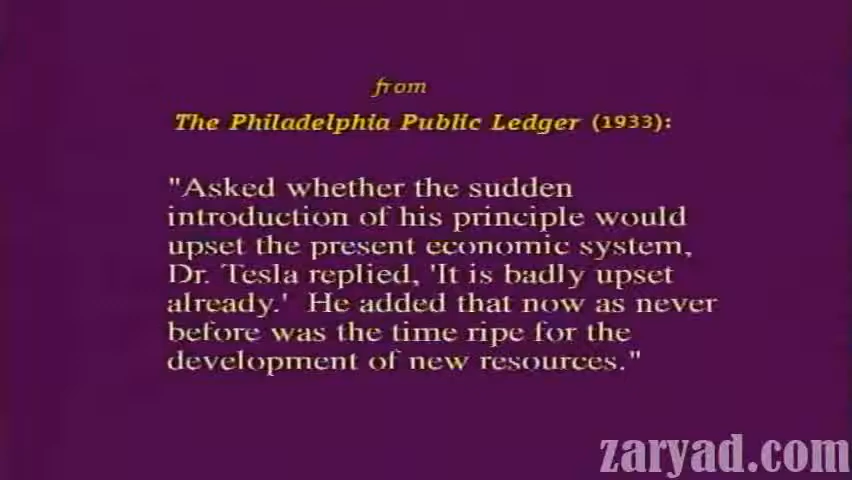 from
The Philadelphia Public Ledger (1933):
"Asked whether the sudden
introduction of his principle would
upset the present economic system,
Dr. Tesla replied, 'It is badly upset
already.'  He added that now as never
before was the time ripe for the
development of new resources."
zaryad.com